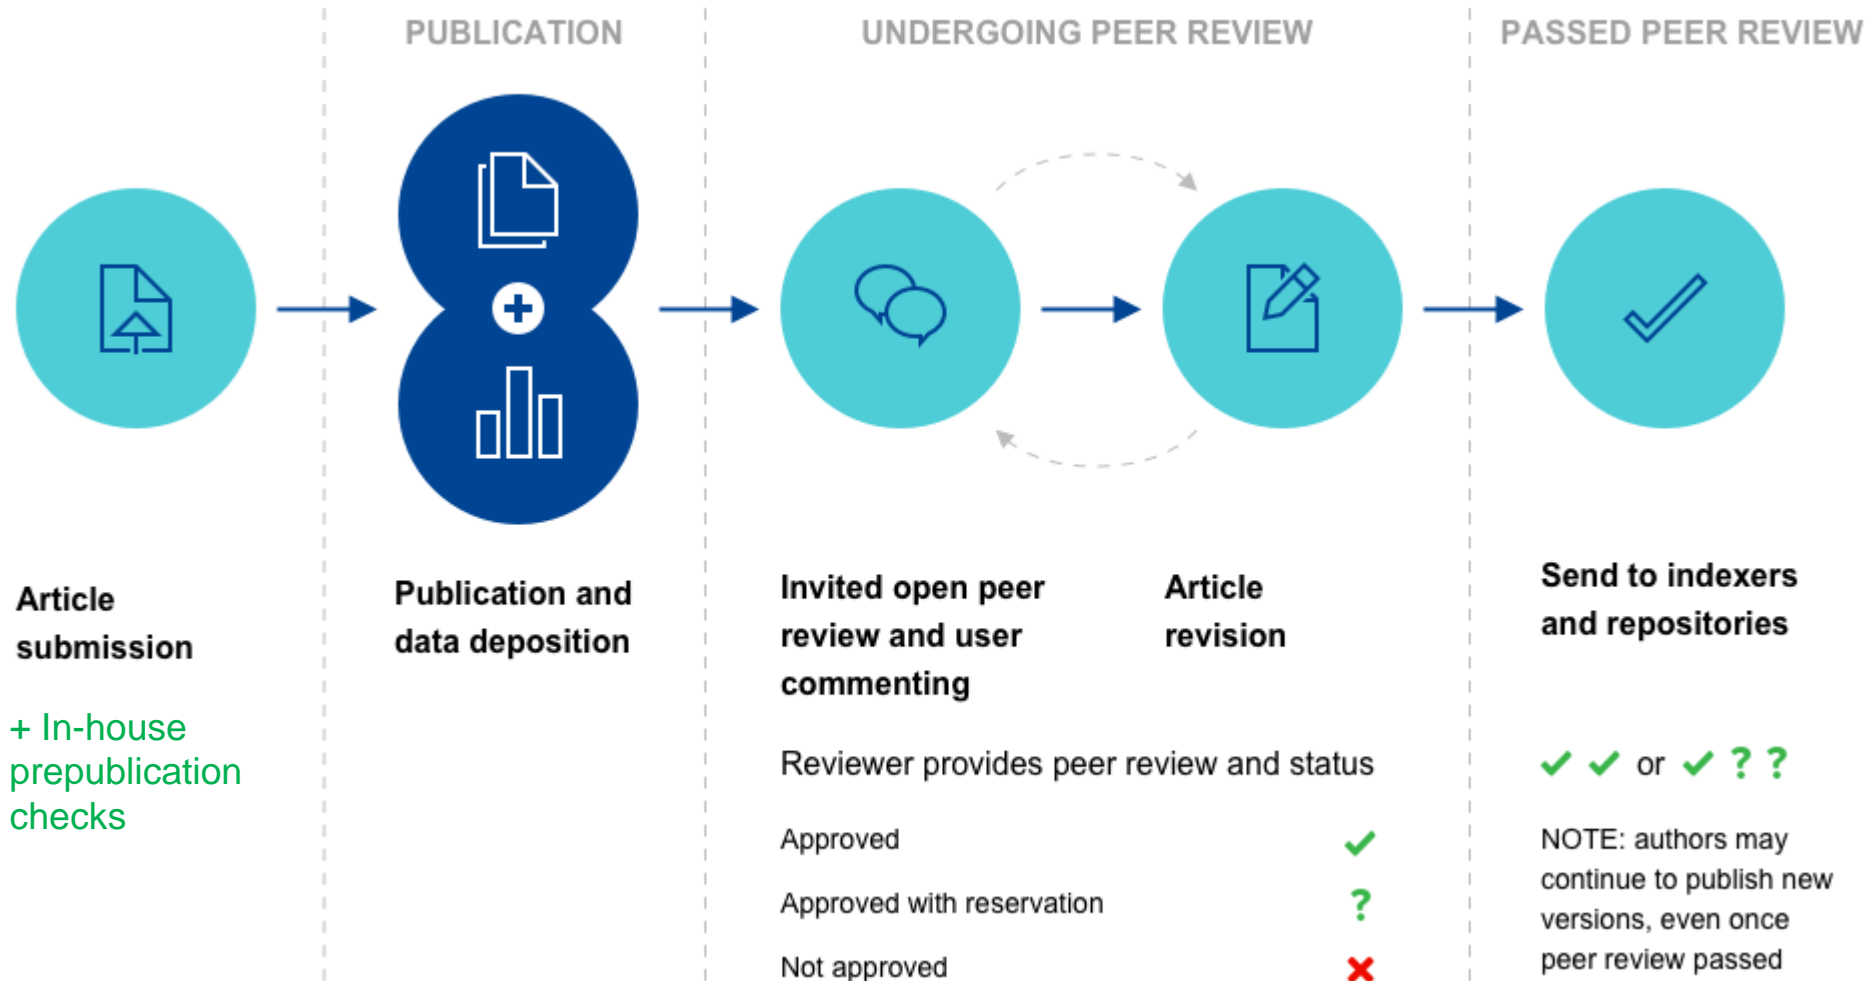 PUBLICATION
UNDERGOING PEER REVIEW
PASSED PEER REVIEW
Article
submission
+ In-house
prepublication
checks
Publication and
data deposition
Invited open peer
review and user
commenting
Article
revision
Reviewer provides peer review and status
Approved
Approved with reservation
?
Not approved
Send to indexers
and repositories
or ? ?
NOTE: authors may
continue to publish new
versions, even once
peer review passed